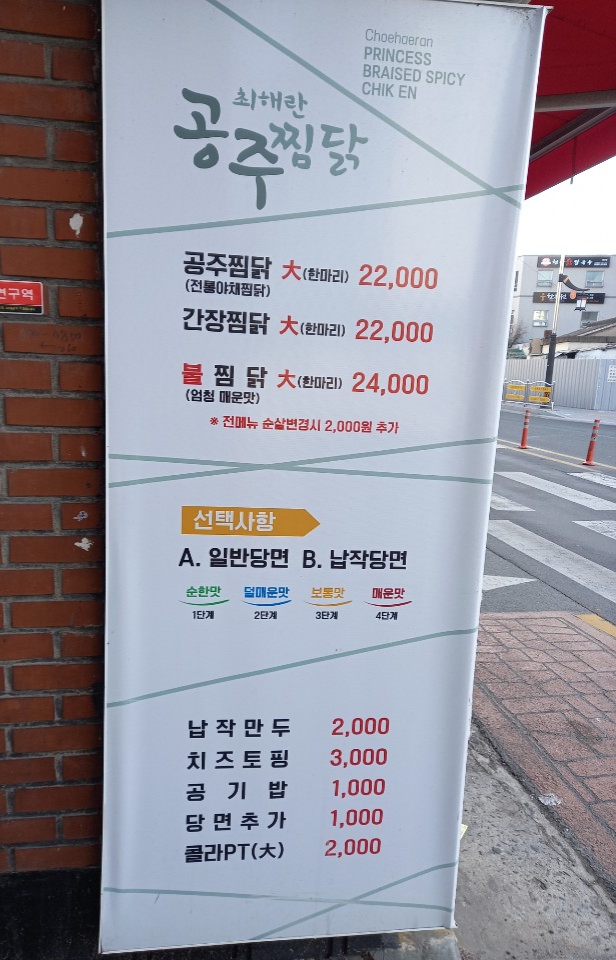 Choehaeran
PRINCESS
BRAISED SPICY
CHIK EN
최해란
공주찜닭
공주찜닭 大(한마리) 22,000
(전통야채찜닭)
간장찜닭 大(한마리) 22,000
불 찜 닭 大(한마리) 24,000
(엄청 매운맛)
※ 전메뉴 순살변경시 2,000원 추가
선택사항
A. 일반당면 B. 납작당면
순한맛 덜매운맛 보통맛 매운맛
1단계 2단계 3단계 4단계
납작만두 2,000
치즈토핑 3,000
공 기 밥 1,000
당면추가 1,000
콜라PT(大) 2,000
연구역